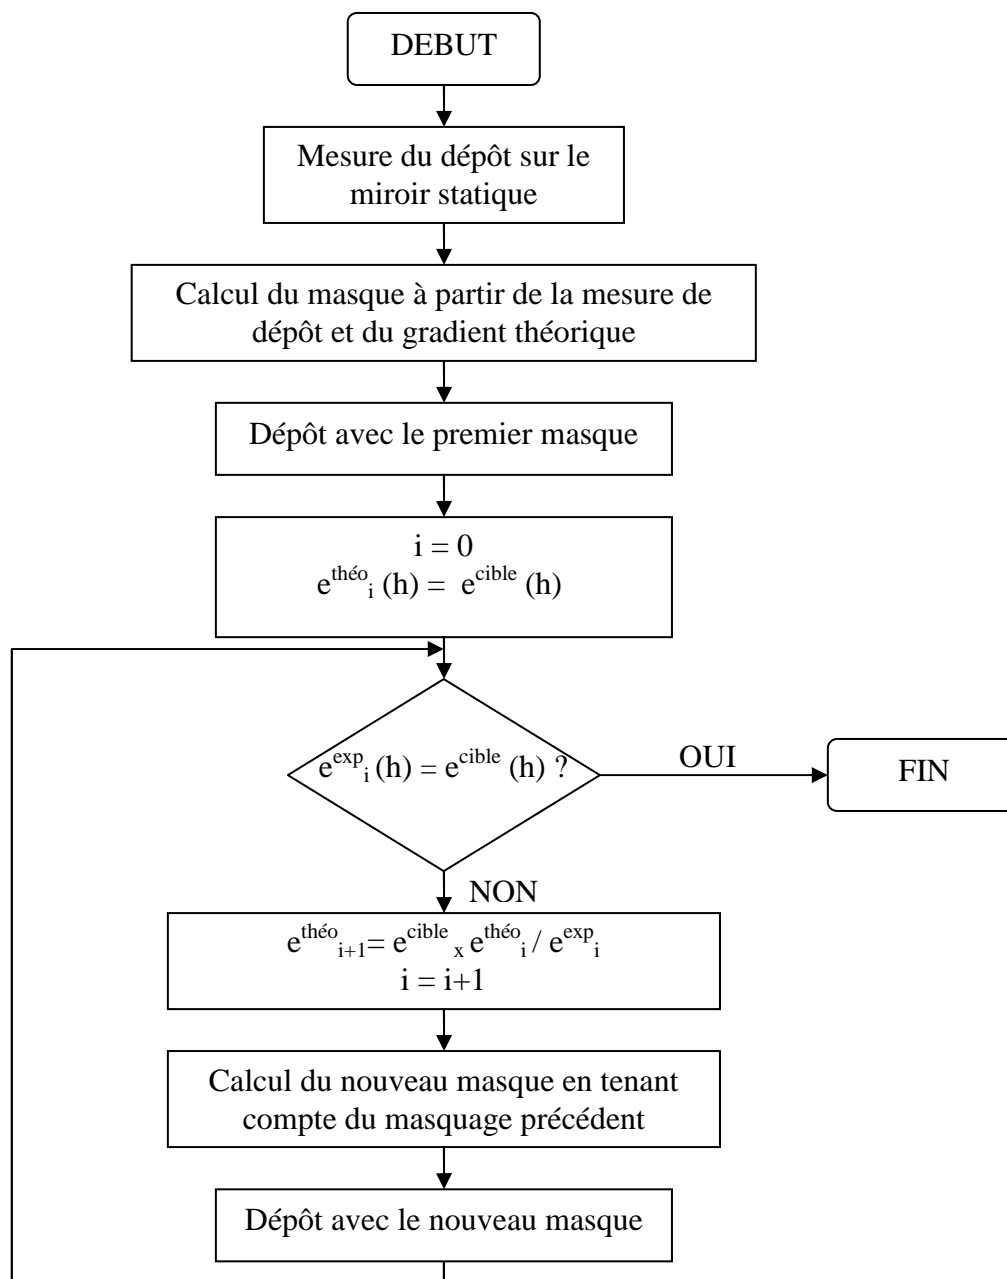 DEBUT
Mesure du dépôt sur le
miroir statique
Calcul du masque à partir de la mesure de
dépôt et du gradient théorique
Dépôt avec le premier masque
i = 0
e^théo_i (h) = e^cible (h)
e^exp_i (h) = e^cible (h) ?
OUI
FIN
NON
e^théo_i+1 = e^cible x e^théo_i / e^exp_i
i = i+1
Calcul du nouveau masque en tenant
compte du masquage précédent
Dépôt avec le nouveau masque